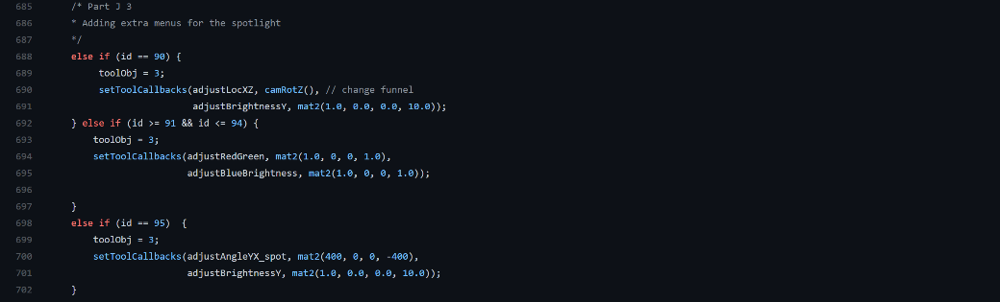 685 /* Part J 3
686 * Adding extra menus for the spotlight
687 */
688 else if (id == 90) {
689 toolObj = 3;
690 setToolCallbacks(adjustLocXZ, camRotZ(), // change funnel
691 adjustBrightnessY, mat2(1.0, 0.0, 0.0, 10.0));
692 } else if (id >= 91 && id <= 94) {
693 toolObj = 3;
694 setToolCallbacks(adjustRedGreen, mat2(1.0, 0, 0, 1.0),
695 adjustBlueBrightness, mat2(1.0, 0, 0, 1.0));
696
697 }
698 else if (id == 95) {
699 toolObj = 3;
700 setToolCallbacks(adjustAngleYX_spot, mat2(400, 0, 0, -400),
701 adjustBrightnessY, mat2(1.0, 0.0, 0.0, 10.0));
702 }